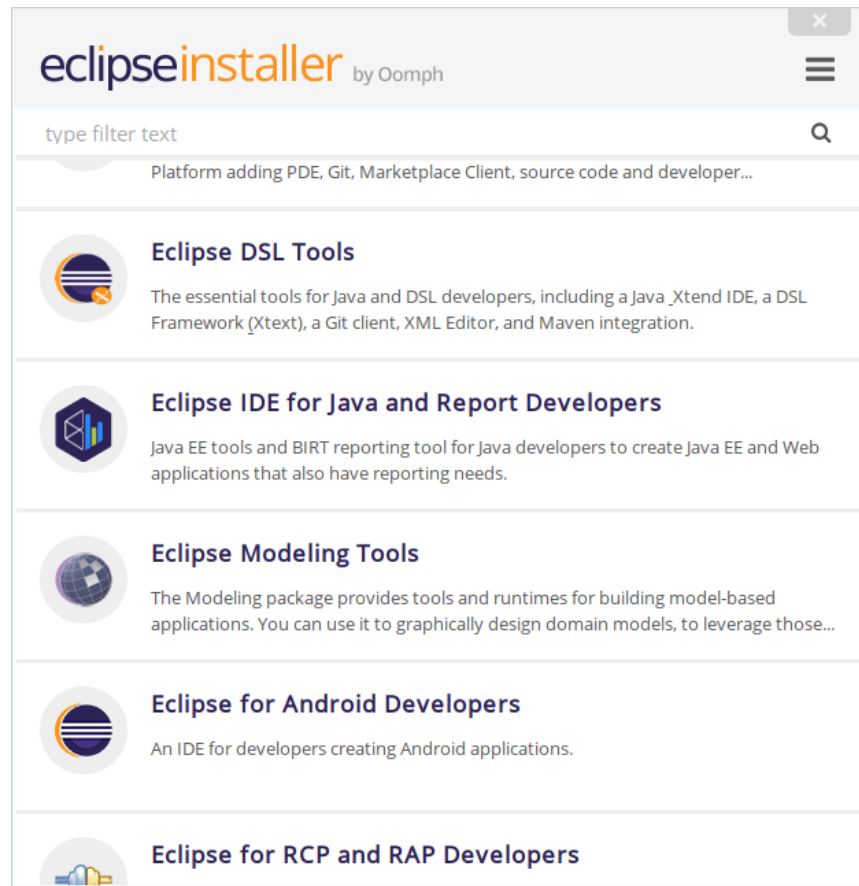 eclipseinstaller by Oomph
type filter text
Platform adding PDE, Git, Marketplace Client, source code and developer...
Eclipse DSL Tools
The essential tools for Java and DSL developers, including a Java _Xtend IDE, a DSL
Framework (Xtext), a Git client, XML Editor, and Maven integration.
Eclipse IDE for Java and Report Developers
Java EE tools and BIRT reporting tool for Java developers to create Java EE and Web
applications that also have reporting needs.
Eclipse Modeling Tools
The Modeling package provides tools and runtimes for building model-based
applications. You can use it to graphically design domain models, to leverage those...
Eclipse for Android Developers
An IDE for developers creating Android applications.
Eclipse for RCP and RAP Developers